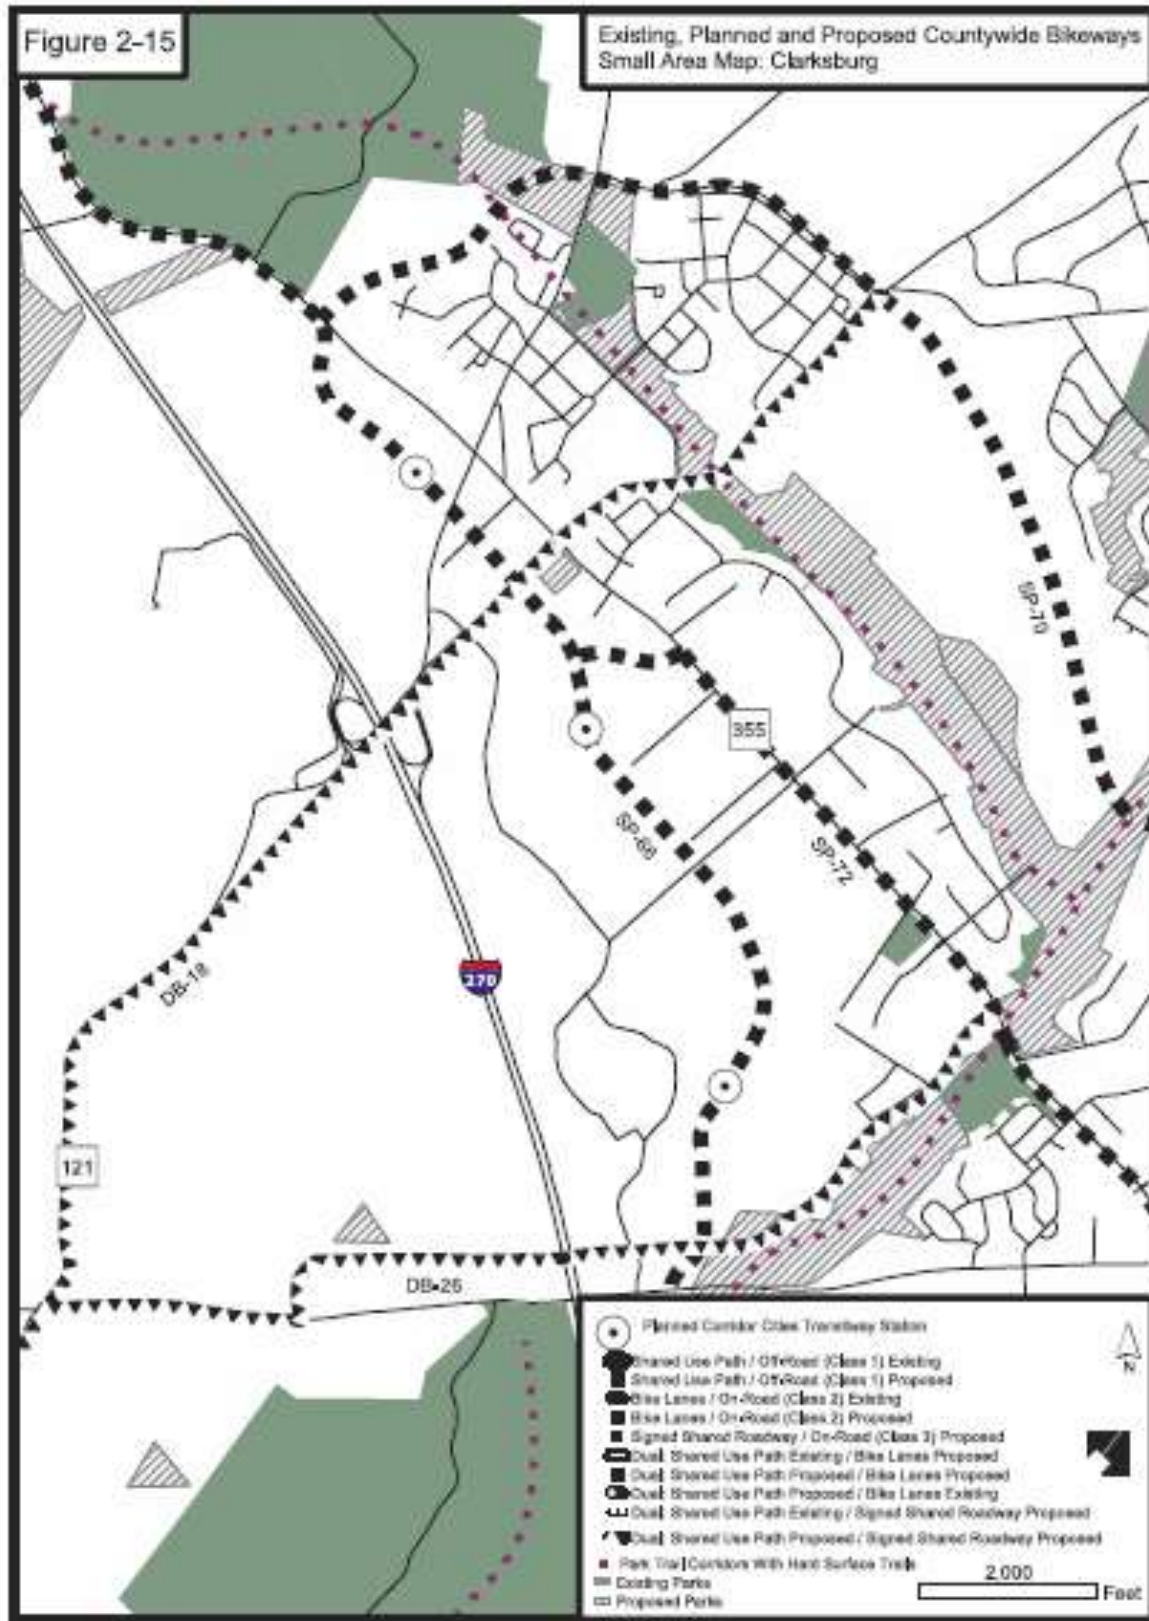 Figure 2-15
Existing, Planned and Proposed Countywide Bikeways
Small Area Map: Clarksburg
SP-70
355
SP-66
SP-72
DB-18
270
121
DB-26
Planned Corridor Cities Transitway Station
Shared Use Path / Off-Road (Class 1) Existing
Shared Use Path / Off-Road (Class 1) Proposed
Bike Lanes / On-Road (Class 2) Existing
Bike Lanes / On-Road (Class 2) Proposed
Signed Shared Roadway / On-Road (Class 3) Proposed
Dual: Shared Use Path Existing / Bike Lanes Proposed
Dual: Shared Use Path Proposed / Bike Lanes Proposed
Dual: Shared Use Path Proposed / Bike Lanes Existing
Dual: Shared Use Path Existing / Signed Shared Roadway Proposed
Dual: Shared Use Path Proposed / Signed Shared Roadway Proposed
Park Trail Corridors With Hard Surface Trails
Existing Parks
Proposed Parks
N
2,000
Feet